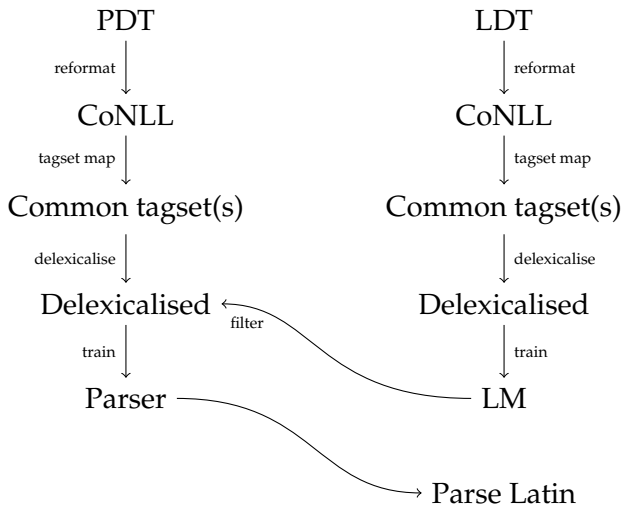 PDT LDT
reformat reformat
CoNLL CoNLL
tagset map tagset map
Common tagset(s) Common tagset(s)
delexicalise delexicalise
Delexicalised Delexicalised
filter
train train
Parser LM
Parse Latin